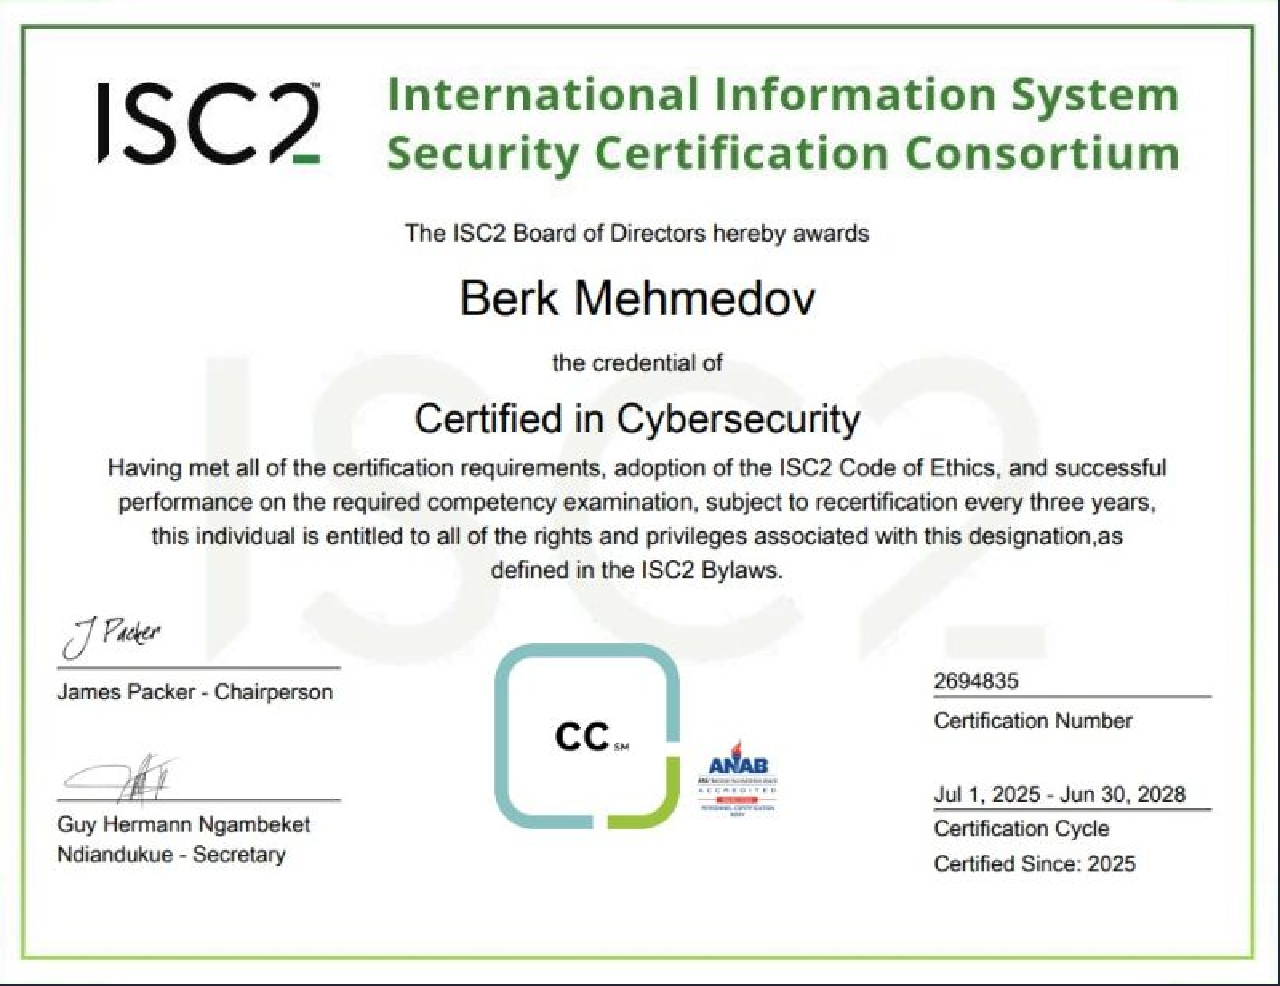 ISC2™
International Information System
Security Certification Consortium
The ISC2 Board of Directors hereby awards
Berk Mehmedov
the credential of
Certified in Cybersecurity
Having met all of the certification requirements, adoption of the ISC2 Code of Ethics, and successful
performance on the required competency examination, subject to recertification every three years,
this individual is entitled to all of the rights and privileges associated with this designation,as
defined in the ISC2 Bylaws.
J Packer
James Packer - Chairperson
Guy Hermann Ngambeket
Ndiandukue - Secretary
CC SM
ANAB
ACCREDITED
PERSONNEL CERTIFICATION
2694835
Certification Number
Jul 1, 2025 - Jun 30, 2028
Certification Cycle
Certified Since: 2025